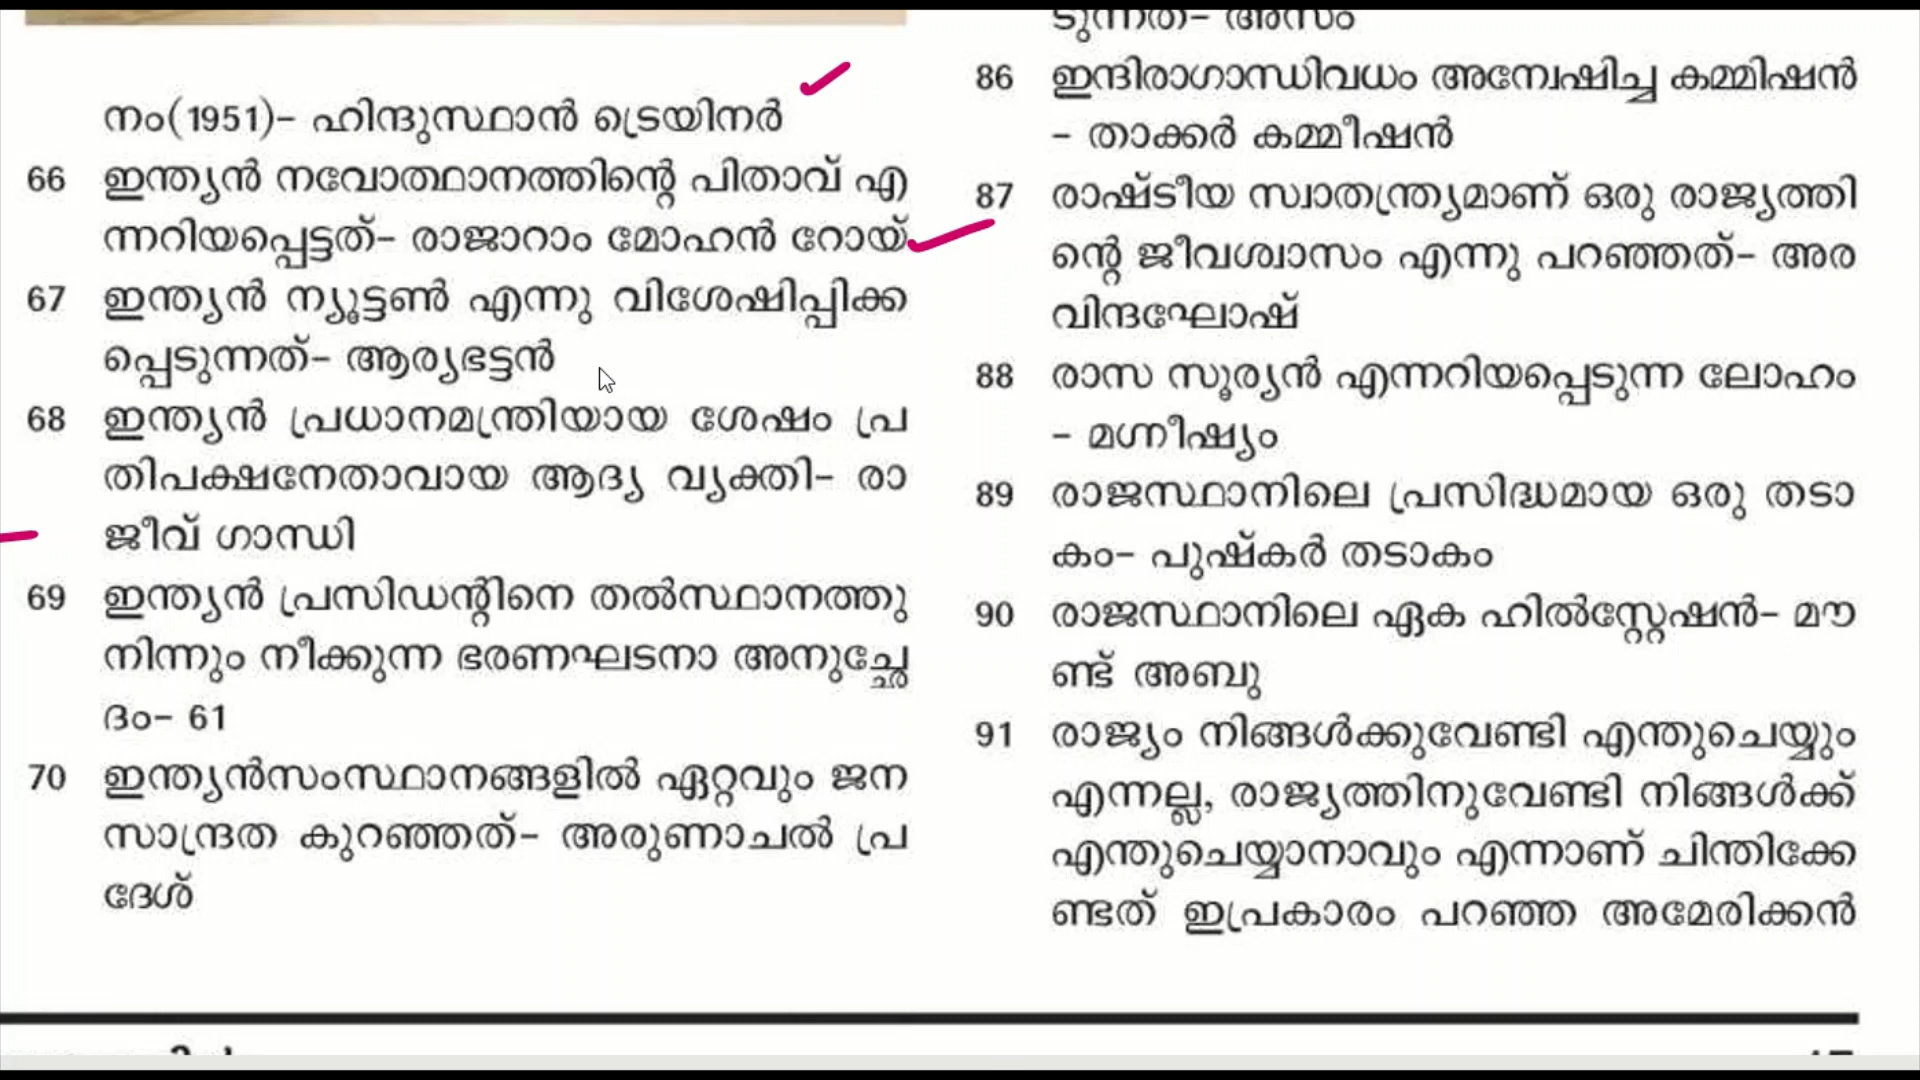 നം(1951)- ഹിന്ദുസ്ഥാൻ ട്രെയിനർ
66 ഇന്ത്യൻ നവോത്ഥാനത്തിന്റെ പിതാവ് എ
ന്നറിയപ്പെട്ടത്- രാജാറാം മോഹൻ റോയ്
67 ഇന്ത്യൻ ന്യൂട്ടൺ എന്നു വിശേഷിപ്പിക്ക
പ്പെടുന്നത്- ആര്യഭട്ടൻ
68 ഇന്ത്യൻ പ്രധാനമന്ത്രിയായ ശേഷം പ്ര
തിപക്ഷനേതാവായ ആദ്യ വ്യക്തി- രാ
ജീവ് ഗാന്ധി
69 ഇന്ത്യൻ പ്രസിഡന്റിനെ തൽസ്ഥാനത്തു
നിന്നും നീക്കുന്ന ഭരണഘടനാ അനുച്ഛേ
ദം- 61
70 ഇന്ത്യൻസംസ്ഥാനങ്ങളിൽ ഏറ്റവും ജന
സാന്ദ്രത കുറഞ്ഞത്- അരുണാചൽ പ്ര
ദേശ്
ടുന്നത്- അസം
86 ഇന്ദിരാഗാന്ധിവധം അന്വേഷിച്ച കമ്മിഷൻ
- താക്കർ കമ്മീഷൻ
87 രാഷ്ടീയ സ്വാതന്ത്ര്യമാണ് ഒരു രാജ്യത്തി
ന്റെ ജീവശ്വാസം എന്നു പറഞ്ഞത്- അര
വിന്ദഘോഷ്
88 രാസ സൂര്യൻ എന്നറിയപ്പെടുന്ന ലോഹം
- മഗ്നീഷ്യം
89 രാജസ്ഥാനിലെ പ്രസിദ്ധമായ ഒരു തടാ
കം- പുഷ്കർ തടാകം
90 രാജസ്ഥാനിലെ ഏക ഹിൽസ്റ്റേഷൻ- മൗ
ണ്ട് അബു
91 രാജ്യം നിങ്ങൾക്കുവേണ്ടി എന്തുചെയ്യും
എന്നല്ല, രാജ്യത്തിനുവേണ്ടി നിങ്ങൾക്ക്
എന്തുചെയ്യാനാവും എന്നാണ് ചിന്തിക്കേ
ണ്ടത് ഇപ്രകാരം പറഞ്ഞ അമേരിക്കൻ